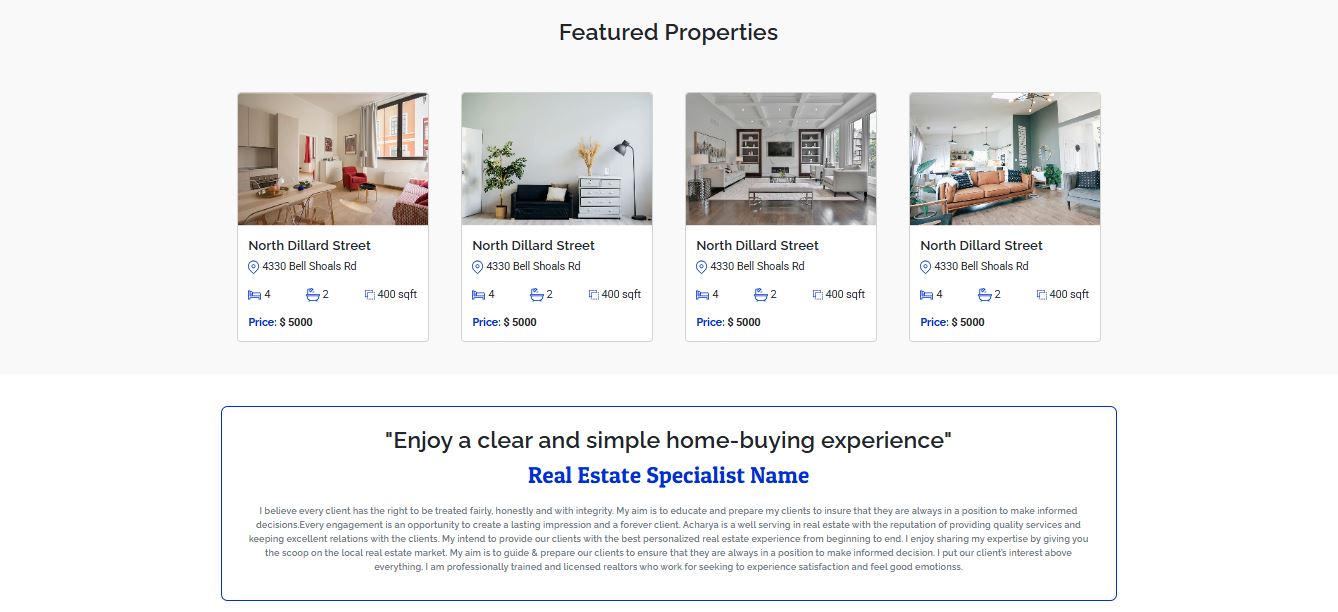 Featured Properties
North Dillard Street
4330 Bell Shoals Rd
4 2 400 sqft
Price: $ 5000
North Dillard Street
4330 Bell Shoals Rd
4 2 400 sqft
Price: $ 5000
North Dillard Street
4330 Bell Shoals Rd
4 2 400 sqft
Price: $ 5000
North Dillard Street
4330 Bell Shoals Rd
4 2 400 sqft
Price: $ 5000
"Enjoy a clear and simple home-buying experience"
Real Estate Specialist Name
I believe every client has the right to be treated fairly, honestly and with integrity. My aim is to educate and prepare my clients to insure that they are always in a position to make informed
decisions.Every engagement is an opportunity to create a lasting impression and a forever client. Acharya is a well serving in real estate with the reputation of providing quality services and
keeping excellent relations with the clients. My intend to provide our clients with the best personalized real estate experience from beginning to end. I enjoy sharing my expertise by giving you
the scoop on the local real estate market. My aim is to guide & prepare our clients to ensure that they are always in a position to make informed decision. I put our client's interest above
everything. I am professionally trained and licensed realtors who work for seeking to experience satisfaction and feel good emotionss.